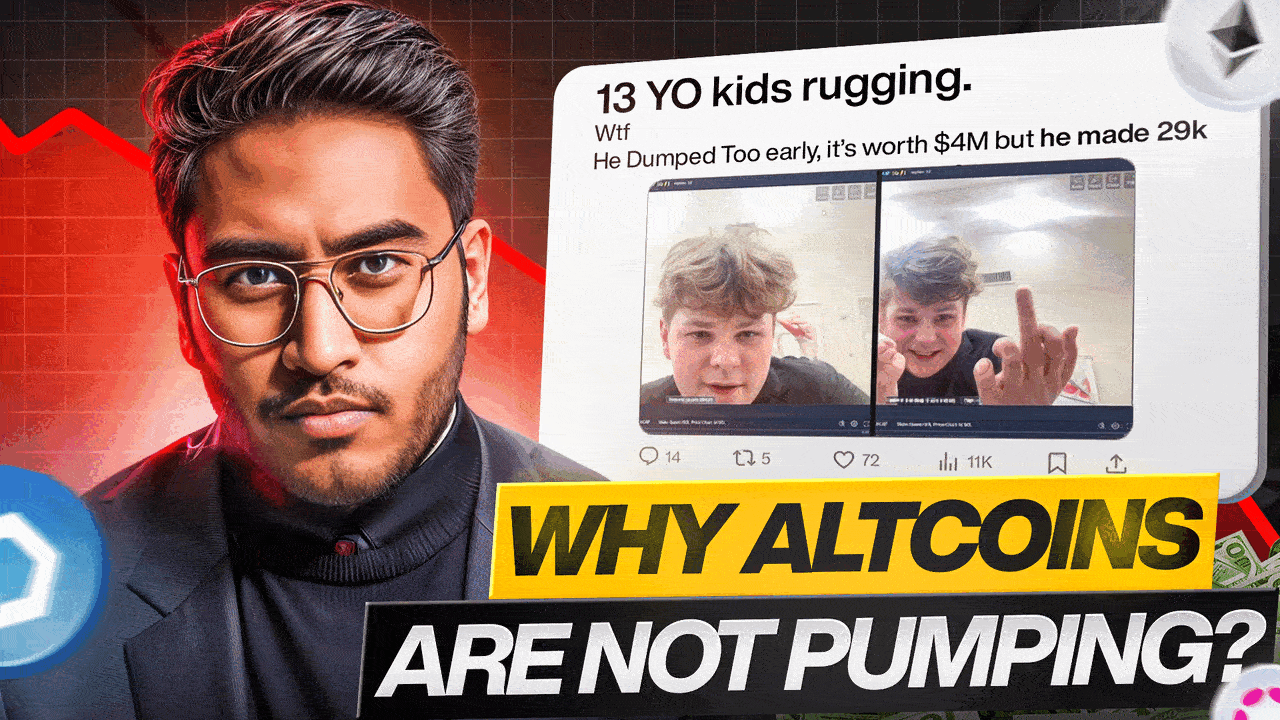 13 YO kids rugging.
Wtf
He Dumped Too early, it's worth $4M but he made 29k
14 5 72 11K
WHY ALTCOINS
ARE NOT PUMPING?